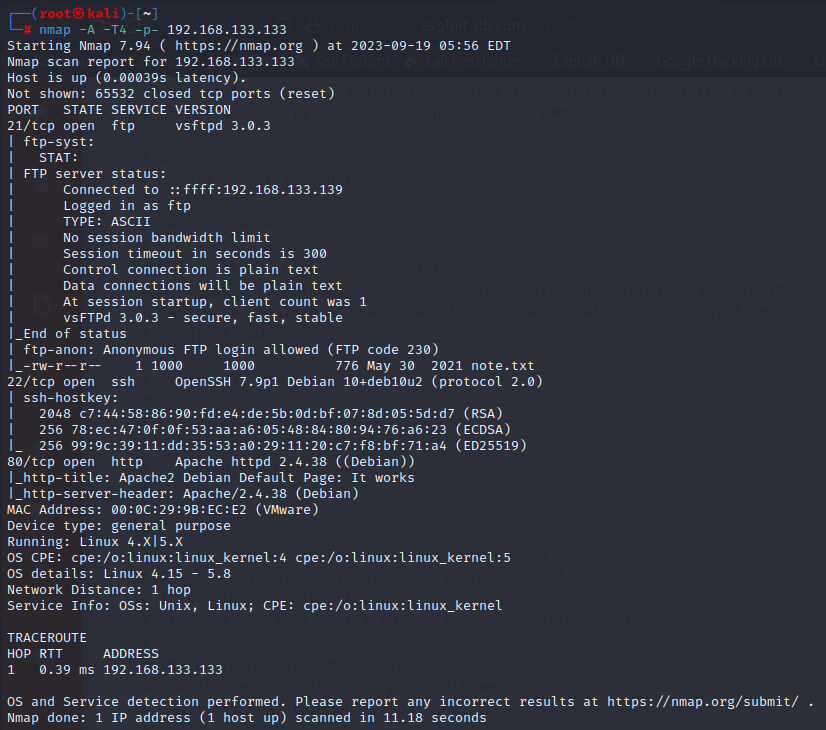 ┌──(root㉿kali)-[~]
└─# nmap -A -T4 -p- 192.168.133.133
Starting Nmap 7.94 ( https://nmap.org ) at 2023-09-19 05:56 EDT
Nmap scan report for 192.168.133.133
Host is up (0.00039s latency).
Not shown: 65532 closed tcp ports (reset)
PORT   STATE SERVICE VERSION
21/tcp open  ftp     vsftpd 3.0.3
| ftp-syst:
|   STAT:
| FTP server status:
|      Connected to ::ffff:192.168.133.139
|      Logged in as ftp
|      TYPE: ASCII
|      No session bandwidth limit
|      Session timeout in seconds is 300
|      Control connection is plain text
|      Data connections will be plain text
|      At session startup, client count was 1
|      vsFTPd 3.0.3 - secure, fast, stable
|_End of status
| ftp-anon: Anonymous FTP login allowed (FTP code 230)
|_-rw-r--r--    1 1000     1000          776 May 30  2021 note.txt
22/tcp open  ssh     OpenSSH 7.9p1 Debian 10+deb10u2 (protocol 2.0)
| ssh-hostkey:
|   2048 c7:44:58:86:90:fd:e4:de:5b:0d:bf:07:8d:05:5d:d7 (RSA)
|   256 78:ec:47:0f:0f:53:aa:a6:05:48:84:80:94:76:a6:23 (ECDSA)
|_  256 99:9c:39:11:dd:35:53:a0:29:11:20:c7:f8:bf:71:a4 (ED25519)
80/tcp open  http    Apache httpd 2.4.38 ((Debian))
|_http-title: Apache2 Debian Default Page: It works
|_http-server-header: Apache/2.4.38 (Debian)
MAC Address: 00:0C:29:9B:EC:E2 (VMware)
Device type: general purpose
Running: Linux 4.X|5.X
OS CPE: cpe:/o:linux:linux_kernel:4 cpe:/o:linux:linux_kernel:5
OS details: Linux 4.15 - 5.8
Network Distance: 1 hop
Service Info: OSs: Unix, Linux; CPE: cpe:/o:linux:linux_kernel

TRACEROUTE
HOP RTT     ADDRESS
1   0.39 ms 192.168.133.133

OS and Service detection performed. Please report any incorrect results at https://nmap.org/submit/ .
Nmap done: 1 IP address (1 host up) scanned in 11.18 seconds
https://www.exploit-db.com/exploits/46676
Kali Forums Kali NetHunter Exploit-DB Google Hacking DB